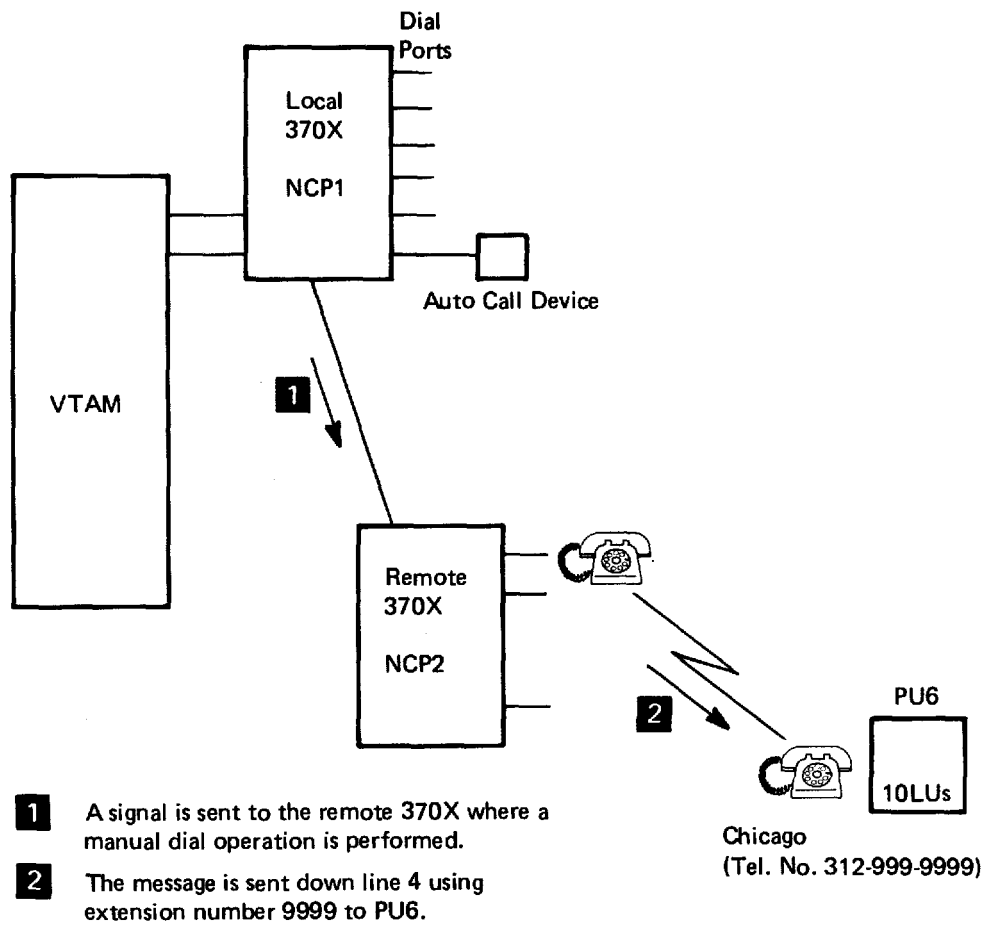 Dial
Ports
Local
370X
NCP1
Auto Call Device
VTAM
1
Remote
370X
NCP2
2
PU6
10LUs
Chicago
(Tel. No. 312-999-9999)
1 A signal is sent to the remote 370X where a
manual dial operation is performed.
2 The message is sent down line 4 using
extension number 9999 to PU6.